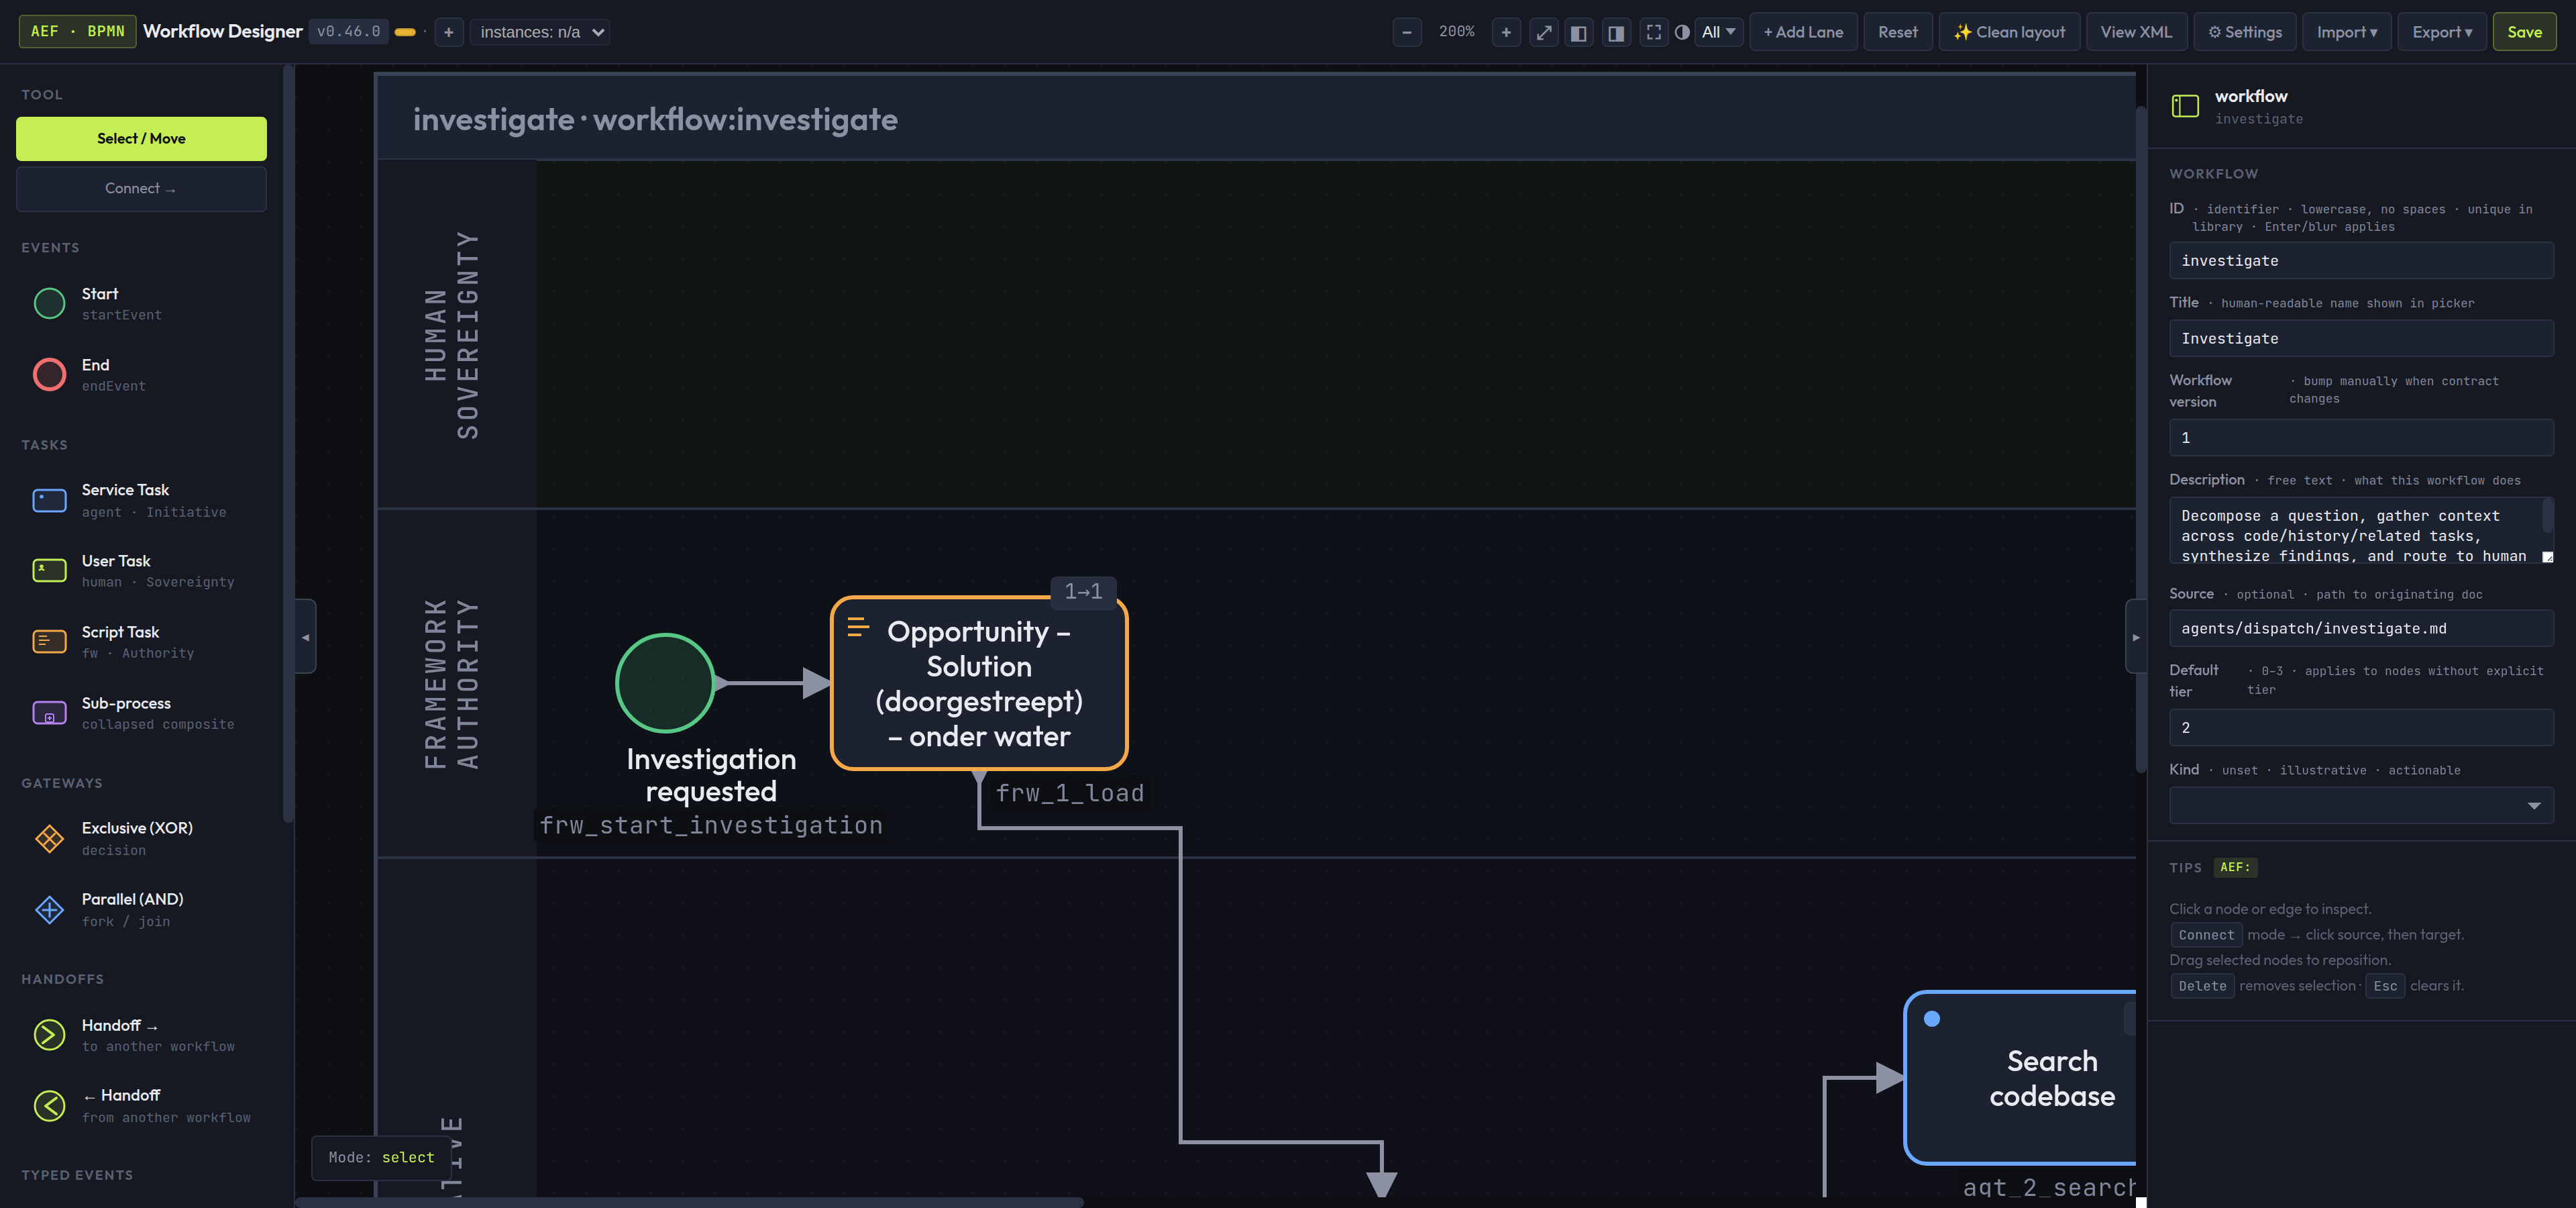 AEF · BPMN Workflow Designer v0.46.0 · + instances: n/a
− 200% + All + Add Lane Reset ✨ Clean layout View XML ⚙ Settings Import ▾ Export ▾ Save
TOOL
Select / Move
Connect →
EVENTS
Start
startEvent
End
endEvent
TASKS
Service Task
agent · Initiative
User Task
human · Sovereignty
Script Task
fw · Authority
Sub-process
collapsed composite
GATEWAYS
Exclusive (XOR)
decision
Parallel (AND)
fork / join
HANDOFFS
Handoff →
to another workflow
← Handoff
from another workflow
TYPED EVENTS
investigate · workflow:investigate
HUMAN
SOVEREIGNTY
FRAMEWORK
AUTHORITY
1→1
Opportunity –
Solution
(doorgestreept)
– onder water
Investigation
requested
frw_start_investigation
frw_1_load
Search
codebase
agt_2_search
Mode: select
workflow
investigate
WORKFLOW
ID · identifier · lowercase, no spaces · unique in
library · Enter/blur applies
investigate
Title · human-readable name shown in picker
Investigate
Workflow version · bump manually when contract changes
1
Description · free text · what this workflow does
Decompose a question, gather context
across code/history/related tasks,
synthesize findings, and route to human
Source · optional · path to originating doc
agents/dispatch/investigate.md
Default tier · 0–3 · applies to nodes without explicit tier
2
Kind · unset · illustrative · actionable
TIPS AEF:
Click a node or edge to inspect.
Connect mode → click source, then target.
Drag selected nodes to reposition.
Delete removes selection · Esc clears it.